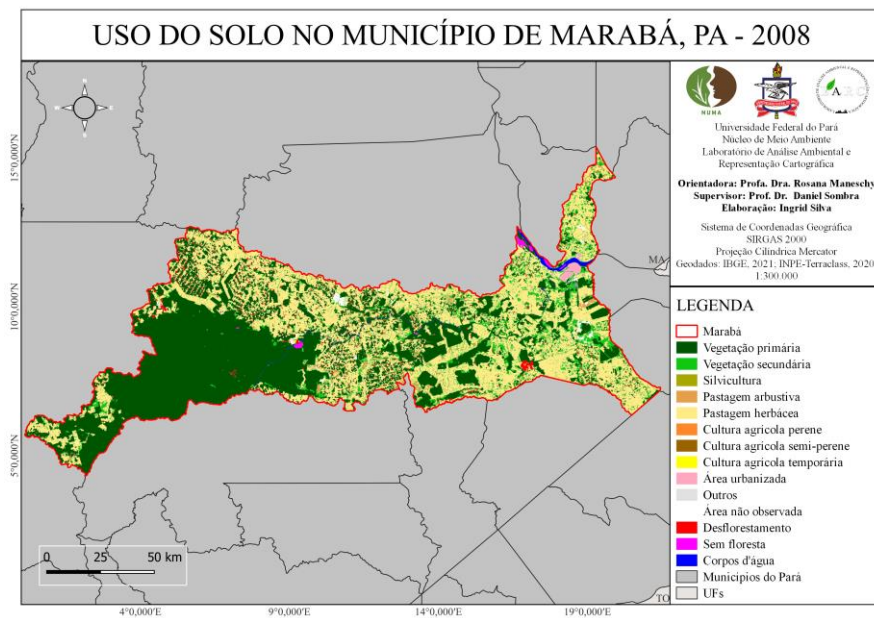 USO DO SOLO NO MUNICÍPIO DE MARABÁ, PA - 2008
N
NUMA
ARC
Universidade Federal do Pará
Núcleo de Meio Ambiente
Laboratório de Análise Ambiental e
Representação Cartográfica
Orientadora: Profa. Dra. Rosana Maneschy
Supervisor: Prof. Dr. Daniel Sombra
Elaboração: Ingrid Silva
Sistema de Coordenadas Geográfica
SIRGAS 2000
Projeção Cilíndrica Mercator
Geodados: IBGE, 2021; INPE-Terraclass, 2020
1:300.000
15°0,000'N
10°0,000'N
5°0,000'N
MA
TO
LEGENDA
Marabá
Vegetação primária
Vegetação secundária
Silvicultura
Pastagem arbustiva
Pastagem herbácea
Cultura agrícola perene
Cultura agrícola semi-perene
Cultura agrícola temporária
Área urbanizada
Outros
Área não observada
Desflorestamento
Sem floresta
Corpos d'água
Municípios do Pará
UFs
0 25 50 km
4°0,000'E 9°0,000'E 14°0,000'E 19°0,000'E